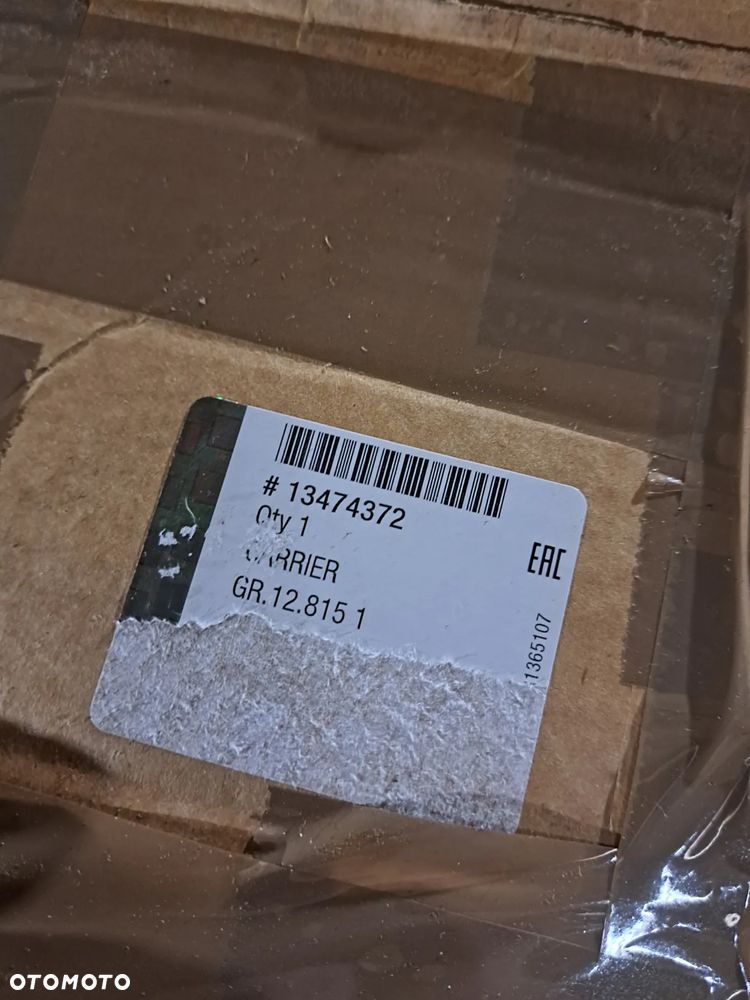 # 13474372
Qty 1
CARRIER
GR.12.815 1
EAC
1365107
OTOMOTO